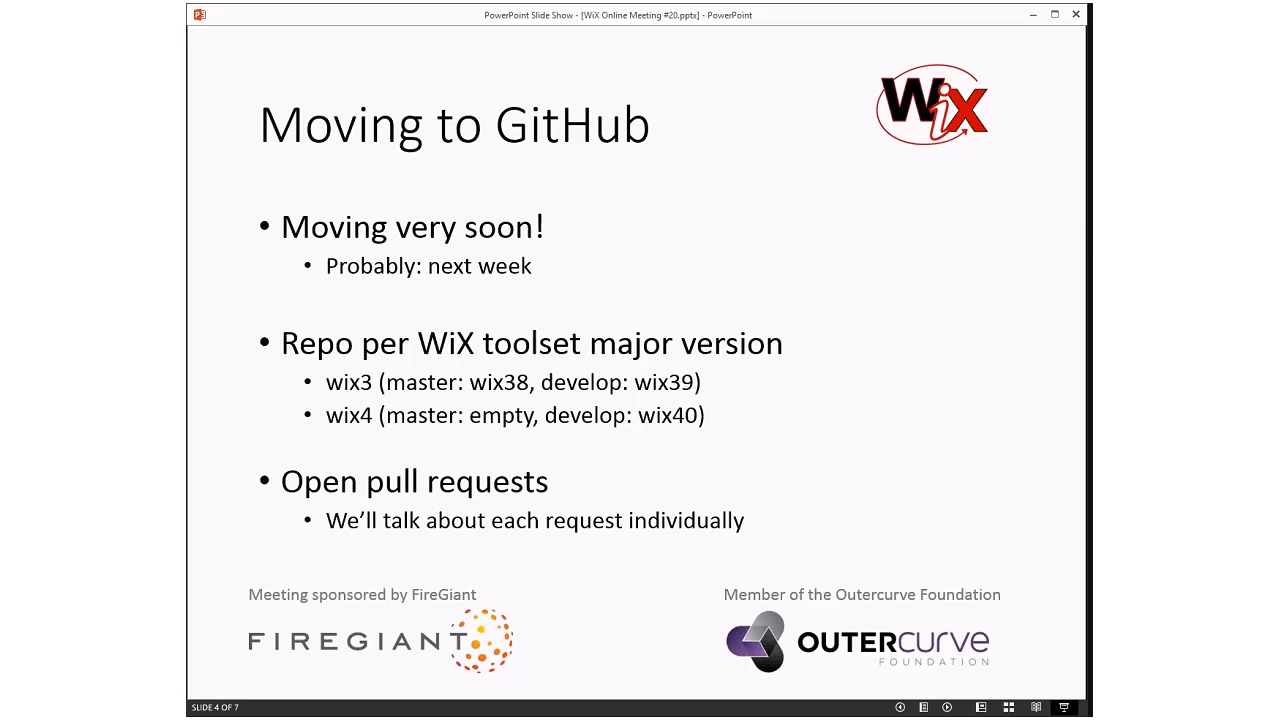 PowerPoint Slide Show - [WiX Online Meeting #20.pptx] - PowerPoint
WiX
Moving to GitHub
• Moving very soon!
• Probably: next week
• Repo per WiX toolset major version
• wix3 (master: wix38, develop: wix39)
• wix4 (master: empty, develop: wix40)
• Open pull requests
• We’ll talk about each request individually
Meeting sponsored by FireGiant
FIREGIANT
Member of the Outercurve Foundation
OUTERCURVE
FOUNDATION
SLIDE 4 OF 7